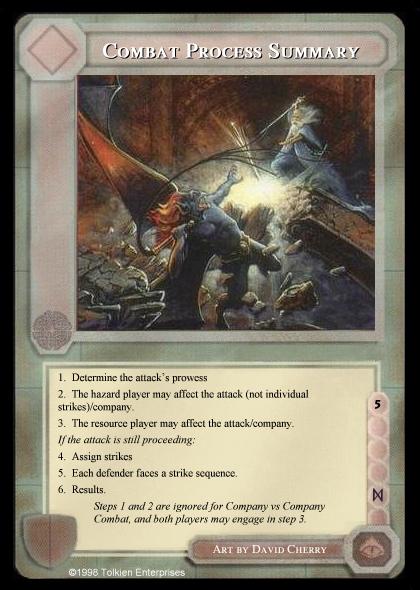 Combat Process Summary
1. Determine the attack's prowess
2. The hazard player may affect the attack (not individual
strikes)/company.
3. The resource player may affect the attack/company.
If the attack is still proceeding:
4. Assign strikes
5. Each defender faces a strike sequence.
6. Results.
Steps 1 and 2 are ignored for Company vs Company
Combat, and both players may engage in step 3.
5
Art by David Cherry
©1998 Tolkien Enterprises